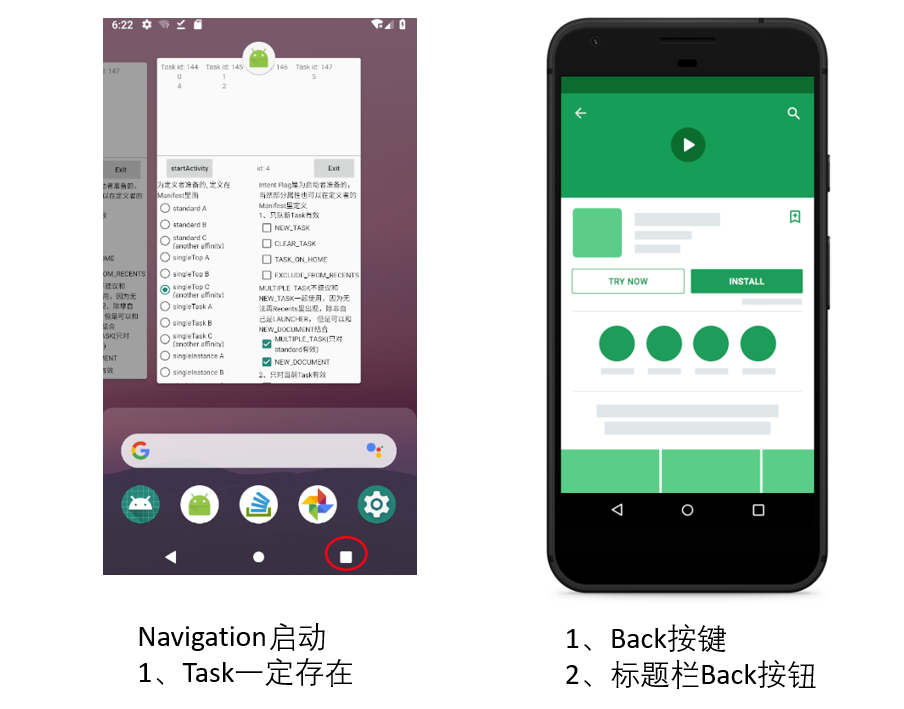 6:22
: 147
Task id: 144 Task id: 145 146 Task id: 147
0 1 5
4 2
Exit
startActivity
id: 4
Exit
为定义者准备的, 定义在
Manifest里面
standard A
standard B
standard C
(another affinity)
singleTop A
singleTop B
singleTop C
(another affinity)
singleTask A
singleTask B
singleTask C
(another affinity)
singleInstance A
singleInstance B
Intent Flag是为启动者准备的,
当然部分属性也可以在定义者的
Manifest里定义
1、只队新Task有效
NEW_TASK
CLEAR_TASK
TASK_ON_HOME
EXCLUDE_FROM_RECENTS
MULTIPLE_TASK不建议和
NEW_TASK一起使用，因为无
法再Recents里出现，除非自
己是LAUNCHER， 但是可以和
NEW_DOCUMENT结合
MULTIPLE_TASK(只对
standard有效)
NEW_DOCUMENT
2、只对当前Task有效
TRY NOW
INSTALL
Navigation启动
1、Task一定存在
1、Back按键
2、标题栏Back按钮